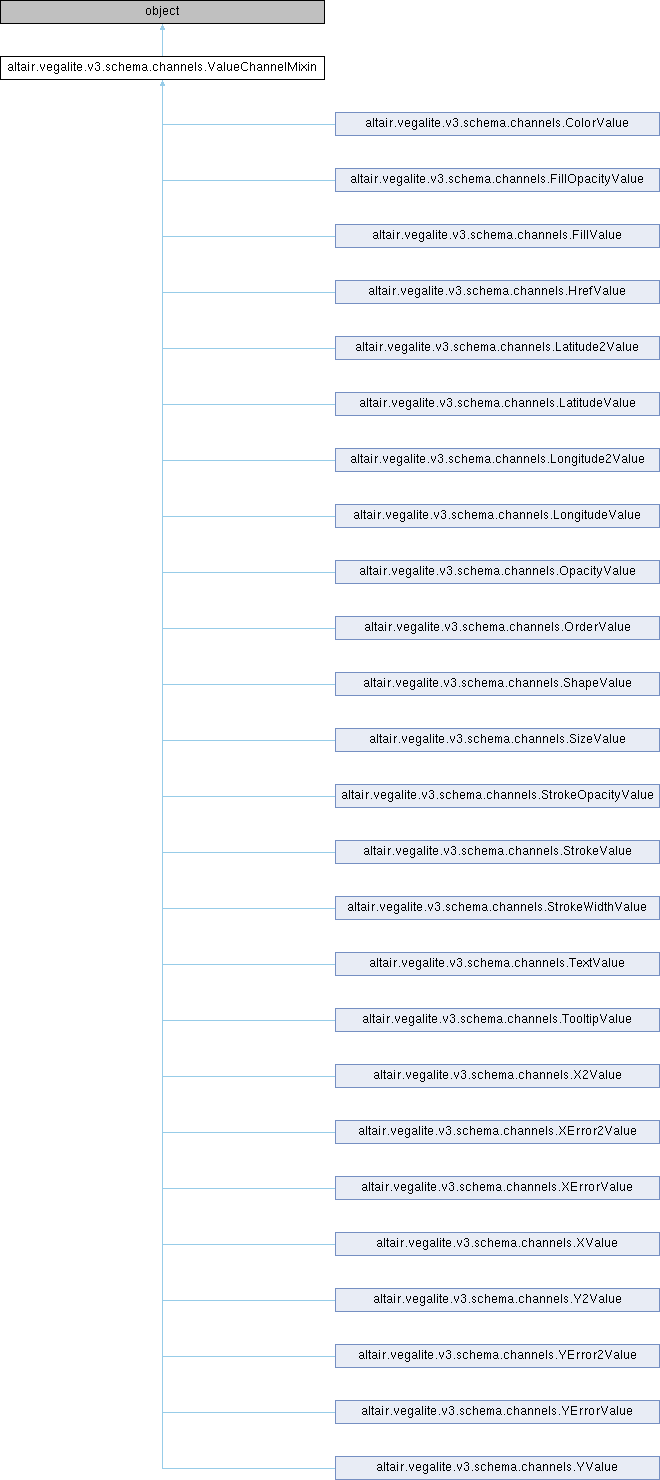 object
altair.vegalite.v3.schema.channels.ValueChannelMixin
altair.vegalite.v3.schema.channels.ColorValue
altair.vegalite.v3.schema.channels.FillOpacityValue
altair.vegalite.v3.schema.channels.FillValue
altair.vegalite.v3.schema.channels.HrefValue
altair.vegalite.v3.schema.channels.Latitude2Value
altair.vegalite.v3.schema.channels.LatitudeValue
altair.vegalite.v3.schema.channels.Longitude2Value
altair.vegalite.v3.schema.channels.LongitudeValue
altair.vegalite.v3.schema.channels.OpacityValue
altair.vegalite.v3.schema.channels.OrderValue
altair.vegalite.v3.schema.channels.ShapeValue
altair.vegalite.v3.schema.channels.SizeValue
altair.vegalite.v3.schema.channels.StrokeOpacityValue
altair.vegalite.v3.schema.channels.StrokeValue
altair.vegalite.v3.schema.channels.StrokeWidthValue
altair.vegalite.v3.schema.channels.TextValue
altair.vegalite.v3.schema.channels.TooltipValue
altair.vegalite.v3.schema.channels.X2Value
altair.vegalite.v3.schema.channels.XError2Value
altair.vegalite.v3.schema.channels.XErrorValue
altair.vegalite.v3.schema.channels.XValue
altair.vegalite.v3.schema.channels.Y2Value
altair.vegalite.v3.schema.channels.YError2Value
altair.vegalite.v3.schema.channels.YErrorValue
altair.vegalite.v3.schema.channels.YValue